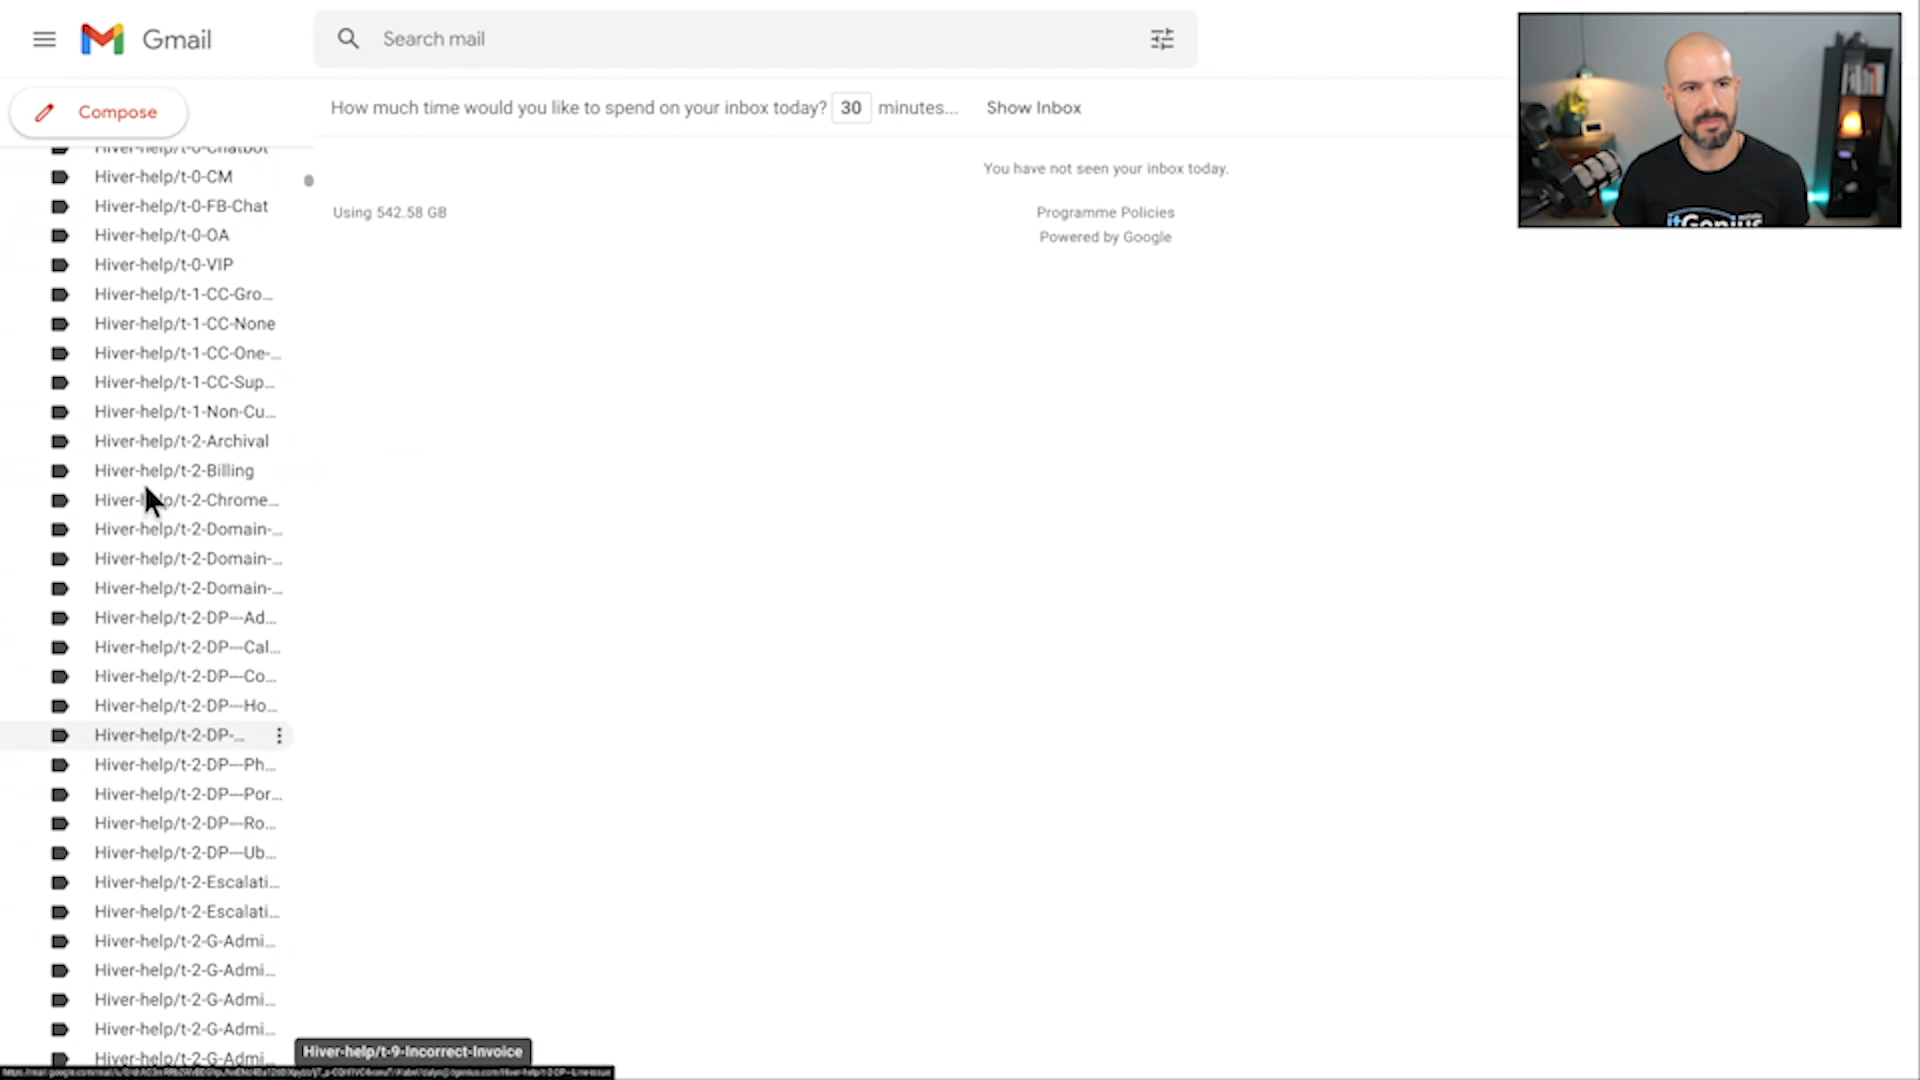 Gmail
Search mail
Compose
How much time would you like to spend on your inbox today? 30 minutes... Show Inbox
You have not seen your inbox today.
Using 542.58 GB
Programme Policies
Powered by Google
Hiver-help/t-0-Chatbot
Hiver-help/t-0-CM
Hiver-help/t-0-FB-Chat
Hiver-help/t-0-OA
Hiver-help/t-0-VIP
Hiver-help/t-1-CC-Gro...
Hiver-help/t-1-CC-None
Hiver-help/t-1-CC-One-...
Hiver-help/t-1-CC-Sup...
Hiver-help/t-1-Non-Cu...
Hiver-help/t-2-Archival
Hiver-help/t-2-Billing
Hiver-help/t-2-Chrome...
Hiver-help/t-2-Domain-...
Hiver-help/t-2-Domain-...
Hiver-help/t-2-Domain-...
Hiver-help/t-2-DP---Ad...
Hiver-help/t-2-DP---Cal...
Hiver-help/t-2-DP---Co...
Hiver-help/t-2-DP---Ho...
Hiver-help/t-2-DP-...
Hiver-help/t-2-DP---Ph...
Hiver-help/t-2-DP---Por...
Hiver-help/t-2-DP---Ro...
Hiver-help/t-2-DP---Ub...
Hiver-help/t-2-Escalati...
Hiver-help/t-2-Escalati...
Hiver-help/t-2-G-Admi...
Hiver-help/t-2-G-Admi...
Hiver-help/t-2-G-Admi...
Hiver-help/t-2-G-Admi...
Hiver-help/t-2-G-Admi...
Hiver-help/t-9-Incorrect-Invoice
itGenius